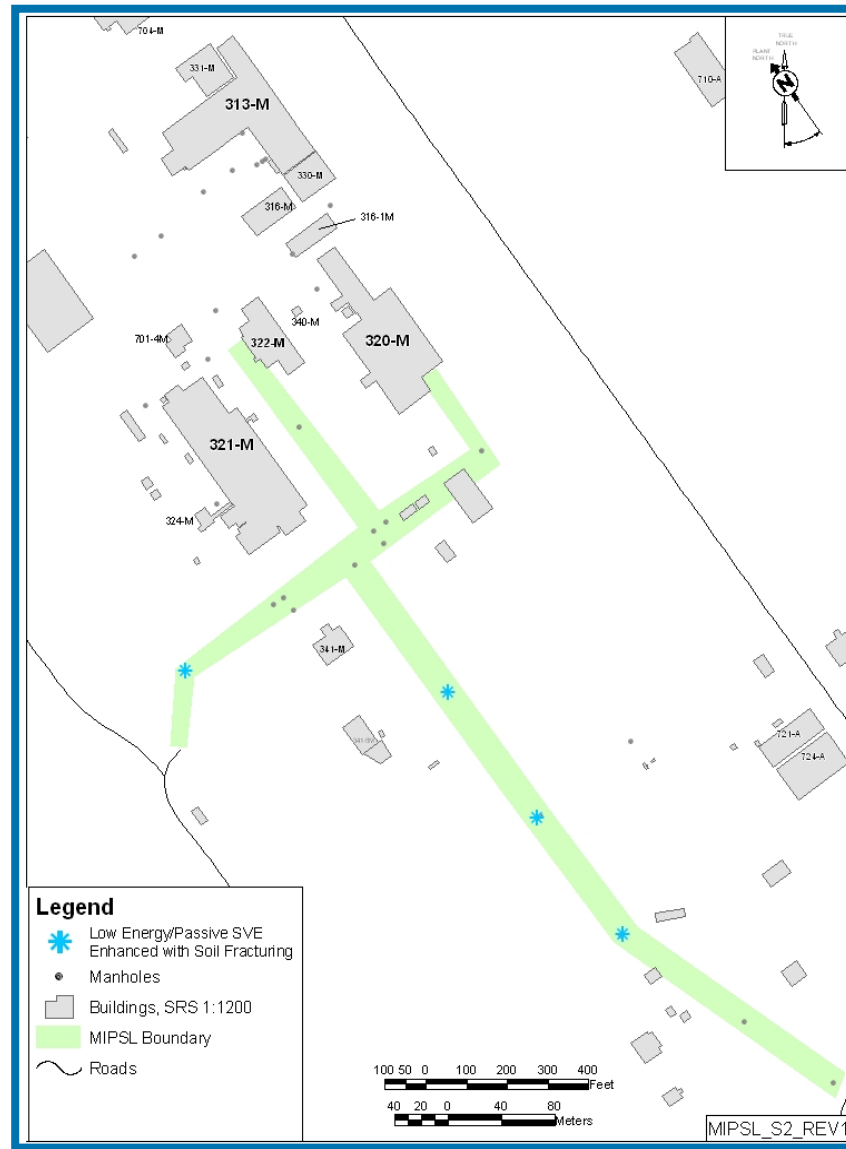 704-M
TRUE
NORTH
PLANT
NORTH
N
331-M
710-A
313-M
330-M
316-M
316-1M
340-M
701-4M
322-M
320-M
321-M
324-M
341-M
721-A
724-A
Legend
Low Energy/Passive SVE
Enhanced with Soil Fracturing
Manholes
Buildings, SRS 1:1200
MIPSL Boundary
Roads
100 50 0 100 200 300 400
Feet
40 20 0 40 80
Meters
MIPSL_S2_REV1